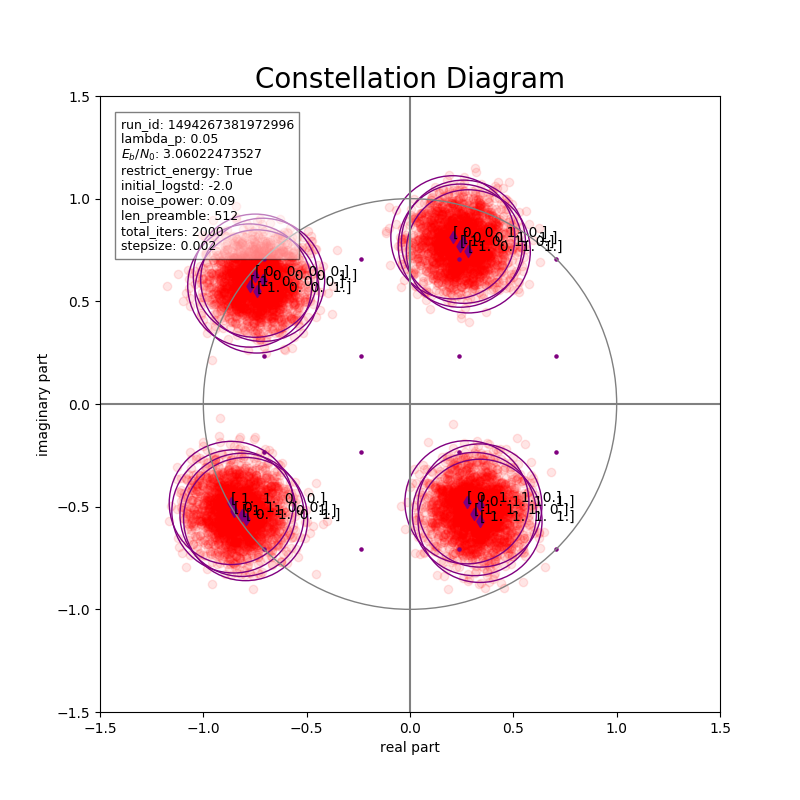 Constellation Diagram
run_id: 1494267381972996
lambda_p: 0.05
E_b/N_0: 3.06022473527
restrict_energy: True
initial_logstd: -2.0
noise_power: 0.09
len_preamble: 512
total_iters: 2000
stepsize: 0.002
imaginary part
1.5
1.0
0.5
0.0
−0.5
−1.0
−1.5
−1.5
−1.0
−0.5
0.0
0.5
1.0
1.5
real part